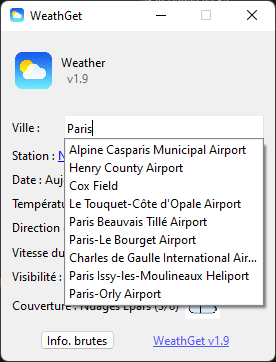 WeathGet
Weather
v1.9
Ville :
Paris
Alpine Casparis Municipal Airport
Henry County Airport
Cox Field
Le Touquet-Côte d'Opale Airport
Paris Beauvais Tillé Airport
Paris-Le Bourget Airport
Charles de Gaulle International Air...
Paris Issy-les-Moulineaux Heliport
Paris-Orly Airport
Station : N
Date : Auj
Températu
Direction
Vitesse du
Visibilité :
Couverture : Nuages Épars (3/8)
Info. brutes
WeathGet v1.9